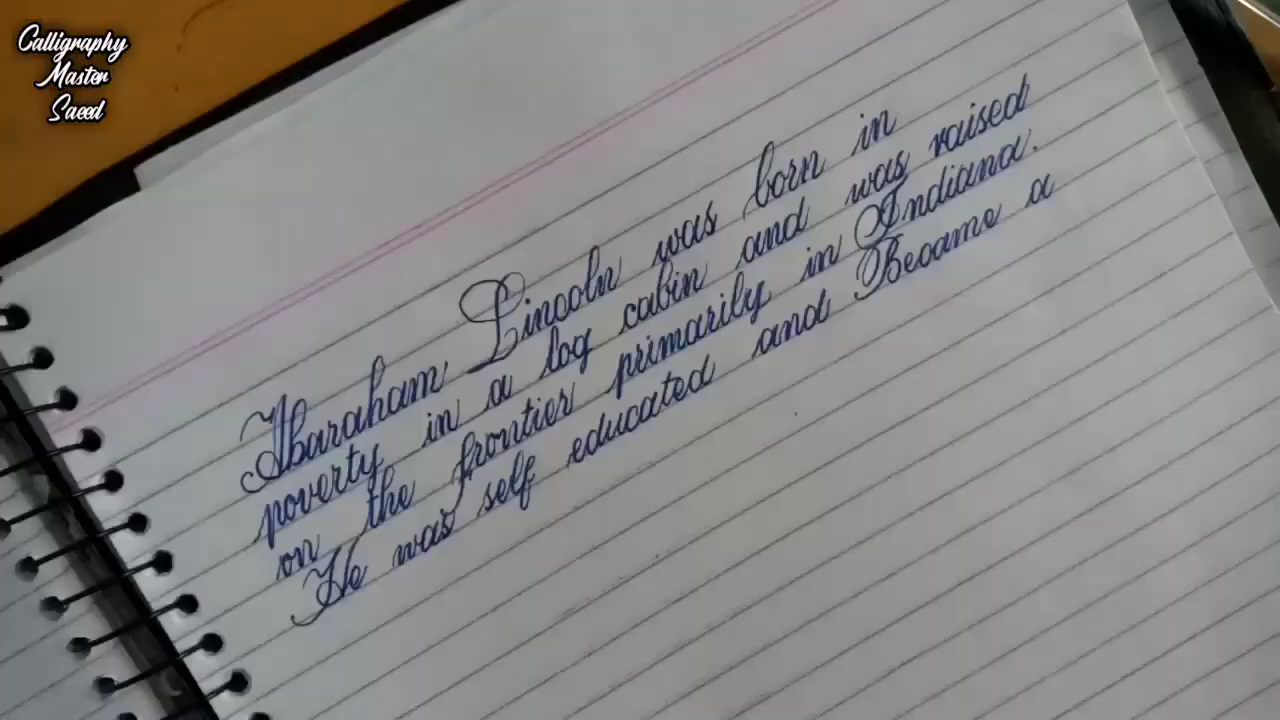 Calligraphy
Master
Saeed
Abaraham Lincoln was born in
poverty in a log cabin and was raised
on the frontier primarily in Indiana.
He was self educated and Became a